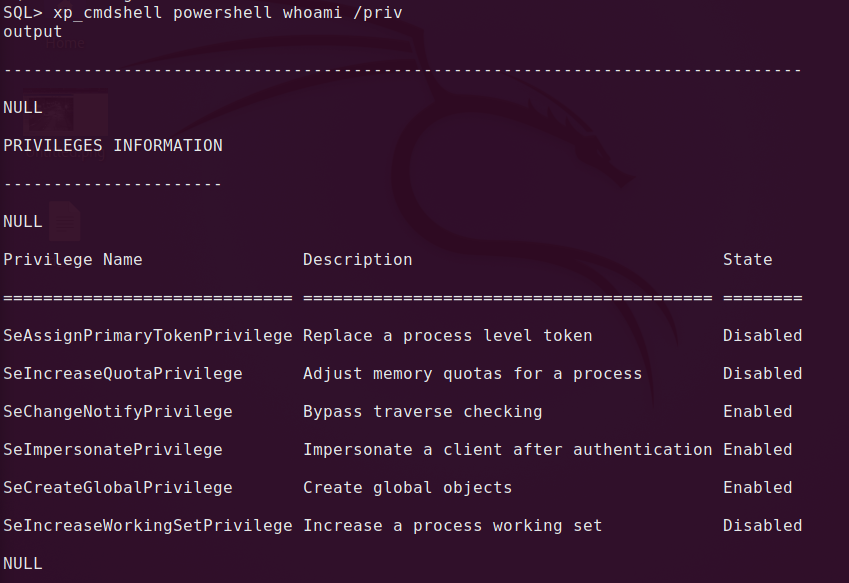 SQL> xp_cmdshell powershell whoami /priv
output
--------------------------------------------------------------------------------
NULL
PRIVILEGES INFORMATION
----------------------
NULL
Privilege Name                Description                               State
============================= ========================================= ========
SeAssignPrimaryTokenPrivilege Replace a process level token             Disabled
SeIncreaseQuotaPrivilege      Adjust memory quotas for a process        Disabled
SeChangeNotifyPrivilege       Bypass traverse checking                  Enabled
SeImpersonatePrivilege        Impersonate a client after authentication Enabled
SeCreateGlobalPrivilege       Create global objects                     Enabled
SeIncreaseWorkingSetPrivilege Increase a process working set            Disabled
NULL